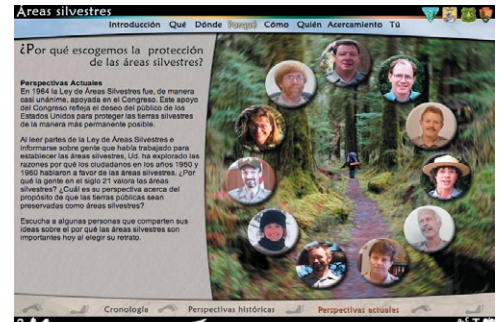 Áreas silvestres
Introducción Qué Dónde Porqué Cómo Quién Acercamiento Tú
¿Por qué escogemos la protección
de las áreas silvestres?
Perspectivas Actuales
En 1964 la Ley de Áreas Silvestres fue, de manera
casi unánime, apoyada en el Congreso. Este apoyo
del Congreso refleja el deseo del público de los
Estados Unidos para proteger las tierras silvestres
de la manera más permanente posible.
Al leer partes de la Ley de Áreas Silvestres e
informarse sobre gente que había trabajado para
establecer las áreas silvestres, Ud. ha explorado las
razones por qué los ciudadanos en los años 1950 y
1960 hablaron a favor de las áreas silvestres. ¿Por
qué la gente en el siglo 21 valora las áreas
silvestres? ¿Cuál es su perspectiva acerca del
propósito de que las tierras públicas sean
preservadas como áreas silvestres?
Escucha a algunas personas que comparten sus
ideas sobre el por qué las áreas silvestres son
importantes hoy al elegir su retrato.
Cronología Perspectivas históricas Perspectivas actuales